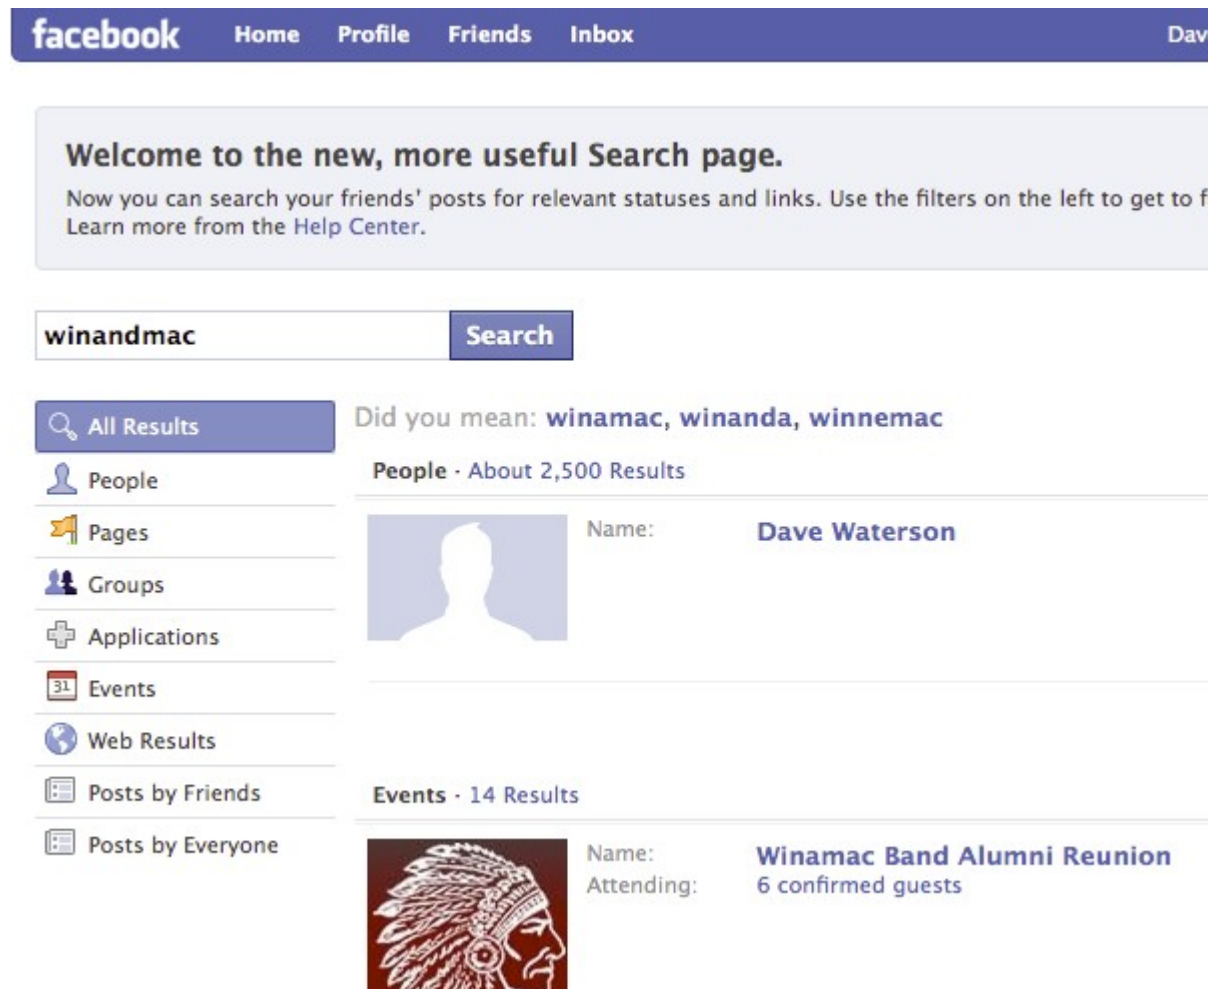 facebook Home Profile Friends Inbox Dav
Welcome to the new, more useful Search page.
Now you can search your friends' posts for relevant statuses and links. Use the filters on the left to get to f
Learn more from the Help Center.
winandmac Search
All Results
People
Pages
Groups
Applications
31 Events
Web Results
Posts by Friends
Posts by Everyone
Did you mean: winamac, winanda, winnemac
People · About 2,500 Results
Name: Dave Waterson
Events · 14 Results
Name: Winamac Band Alumni Reunion
Attending: 6 confirmed guests